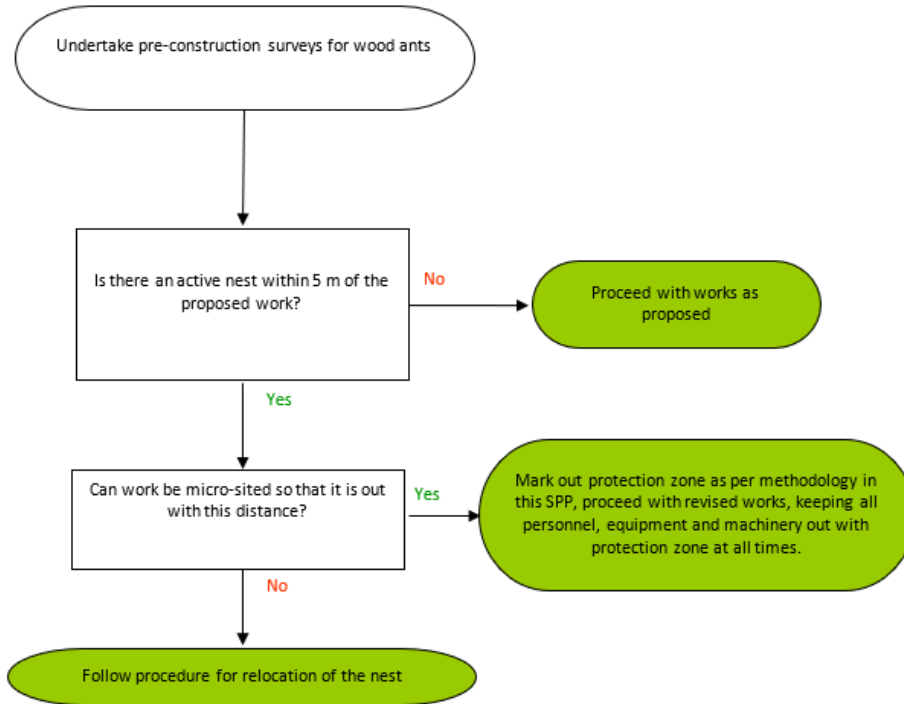 Undertake pre-construction surveys for wood ants
Is there an active nest within 5 m of the
proposed work?
No
Proceed with works as
proposed
Yes
Can work be micro-sited so that it is out
with this distance?
Yes
Mark out protection zone as per methodology in
this SPP, proceed with revised works, keeping all
personnel, equipment and machinery out with
protection zone at all times.
No
Follow procedure for relocation of the nest